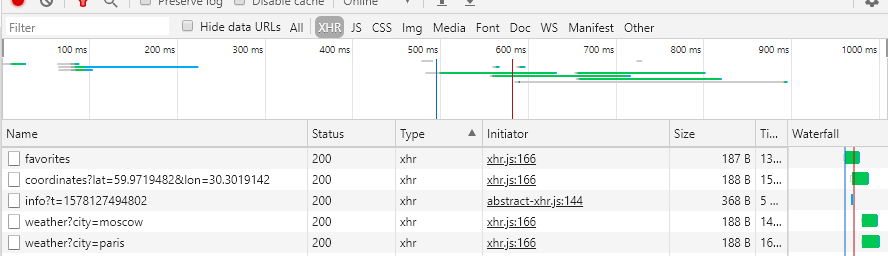 Preserve log Disable cache Online
Filter Hide data URLs All XHR JS CSS Img Media Font Doc WS Manifest Other
100 ms 200 ms 300 ms 400 ms 500 ms 600 ms 700 ms 800 ms 900 ms 1000 ms
Name Status Type Initiator Size Ti... Waterfall
favorites 200 xhr xhr.js:166 187 B 13...
coordinates?lat=59.9719482&lon=30.3019142 200 xhr xhr.js:166 188 B 15...
info?t=1578127494802 200 xhr abstract-xhr.js:144 368 B 5 ...
weather?city=moscow 200 xhr xhr.js:166 188 B 14...
weather?city=paris 200 xhr xhr.js:166 188 B 16...